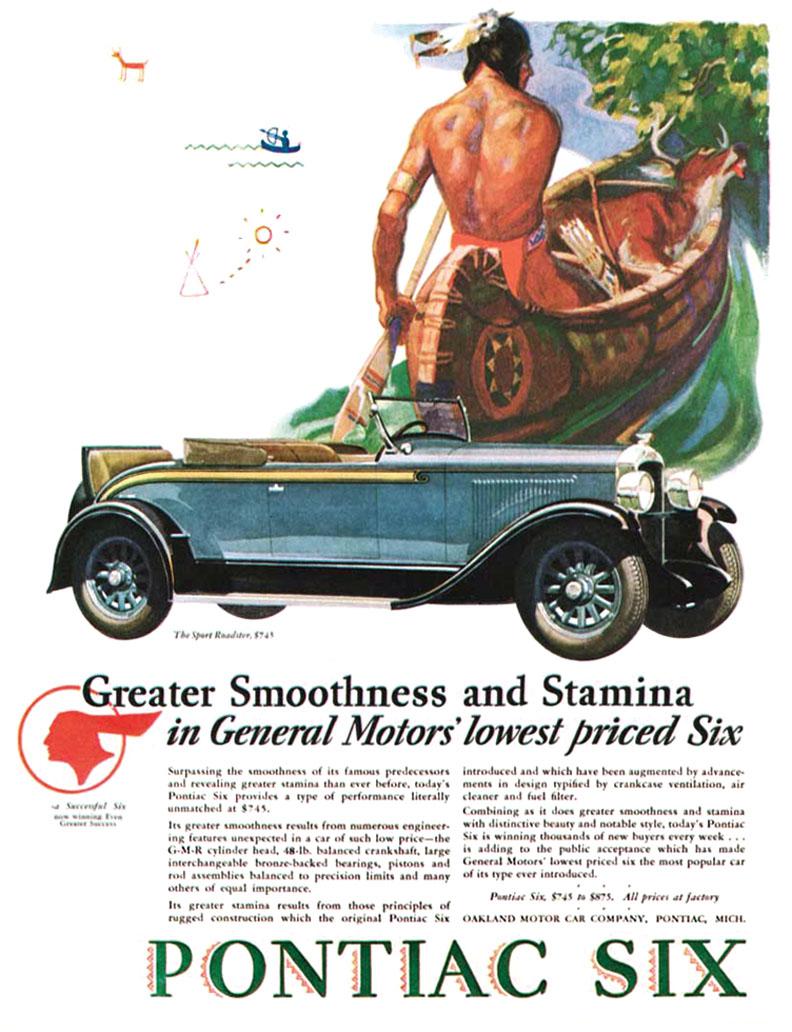 The Sport Roadster, $745
Greater Smoothness and Stamina
in General Motors' lowest priced Six
-a Successful Six
now winning Even
Greater Success
Surpassing the smoothness of its famous predecessors
and revealing greater stamina than ever before, today's
Pontiac Six provides a type of performance literally
unmatched at $745.
Its greater smoothness results from numerous engineer-
ing features unexpected in a car of such low price—the
G-M-R cylinder head, 48-lb. balanced crankshaft, large
interchangeable bronze-backed bearings, pistons and
rod assemblies balanced to precision limits and many
others of equal importance.
Its greater stamina results from those principles of
rugged construction which the original Pontiac Six
introduced and which have been augmented by advance-
ments in design typified by crankcase ventilation, air
cleaner and fuel filter.
Combining as it does greater smoothness and stamina
with distinctive beauty and notable style, today's Pontiac
Six is winning thousands of new buyers every week . . .
is adding to the public acceptance which has made
General Motors' lowest priced six the most popular car
of its type ever introduced.
Pontiac Six, $745 to $875. All prices at factory
OAKLAND MOTOR CAR COMPANY, PONTIAC, MICH.
PONTIAC SIX